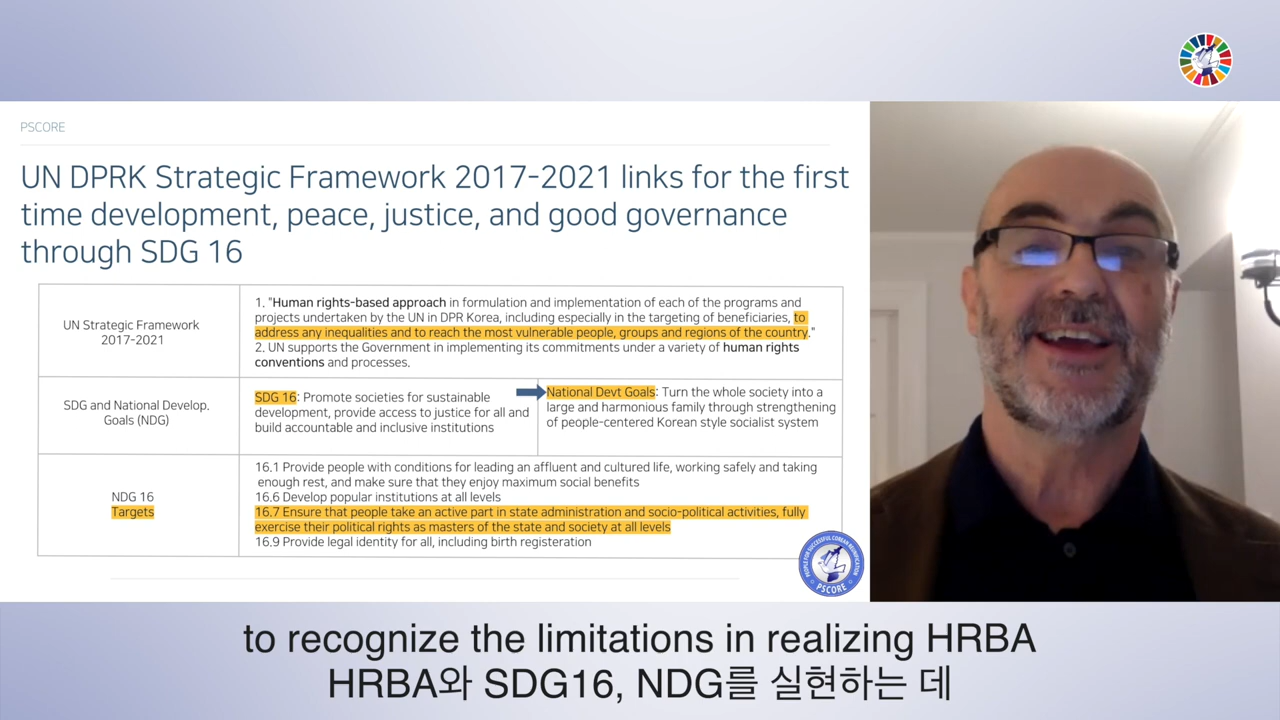 PSCORE
UN DPRK Strategic Framework 2017-2021 links for the first
time development, peace, justice, and good governance
through SDG 16
UN Strategic Framework
2017-2021
1. "Human rights-based approach in formulation and implementation of each of the programs and
projects undertaken by the UN in DPR Korea, including especially in the targeting of beneficiaries, to
address any inequalities and to reach the most vulnerable people, groups and regions of the country."
2. UN supports the Government in implementing its commitments under a variety of human rights
conventions and processes.
SDG and National Develop.
Goals (NDG)
SDG 16: Promote societies for sustainable
development, provide access to justice for all and
build accountable and inclusive institutions
National Devt Goals: Turn the whole society into a
large and harmonious family through strengthening
of people-centered Korean style socialist system
NDG 16
Targets
16.1 Provide people with conditions for leading an affluent and cultured life, working safely and taking
enough rest, and make sure that they enjoy maximum social benefits
16.6 Develop popular institutions at all levels
16.7 Ensure that people take an active part in state administration and socio-political activities, fully
exercise their political rights as masters of the state and society at all levels
16.9 Provide legal identity for all, including birth registeration
PEOPLE FOR SUCCESSFUL COREAN REUNIFICATION
PSCORE
to recognize the limitations in realizing HRBA
HRBA와 SDG16, NDG를 실현하는 데